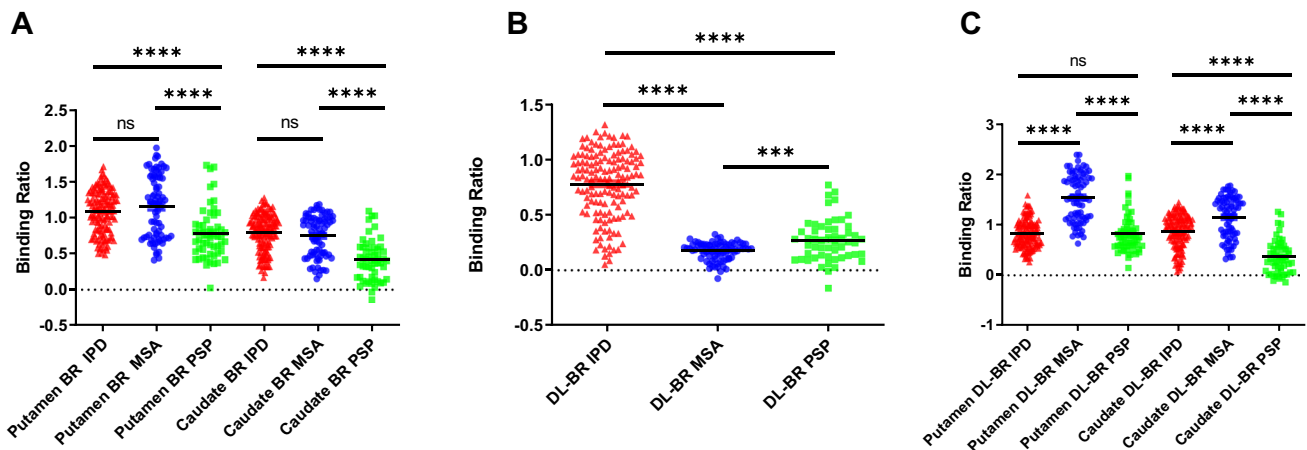 A
****
****
****
****
ns
ns
2.5
2.0
1.5
1.0
0.5
0.0
-0.5
Binding Ratio
Putamen BR IPD
Putamen BR MSA
Putamen BR PSP
Caudate BR IPD
Caudate BR MSA
Caudate BR PSP
B
****
****
***
1.5
1.0
0.5
0.0
-0.5
Binding Ratio
DL-BR IPD
DL-BR MSA
DL-BR PSP
C
ns
****
****
****
****
****
3
2
1
0
-1
Binding Ratio
Putamen DL-BR IPD
Putamen DL-BR MSA
Putamen DL-BR PSP
Caudate DL-BR IPD
Caudate DL-BR MSA
Caudate DL-BR PSP